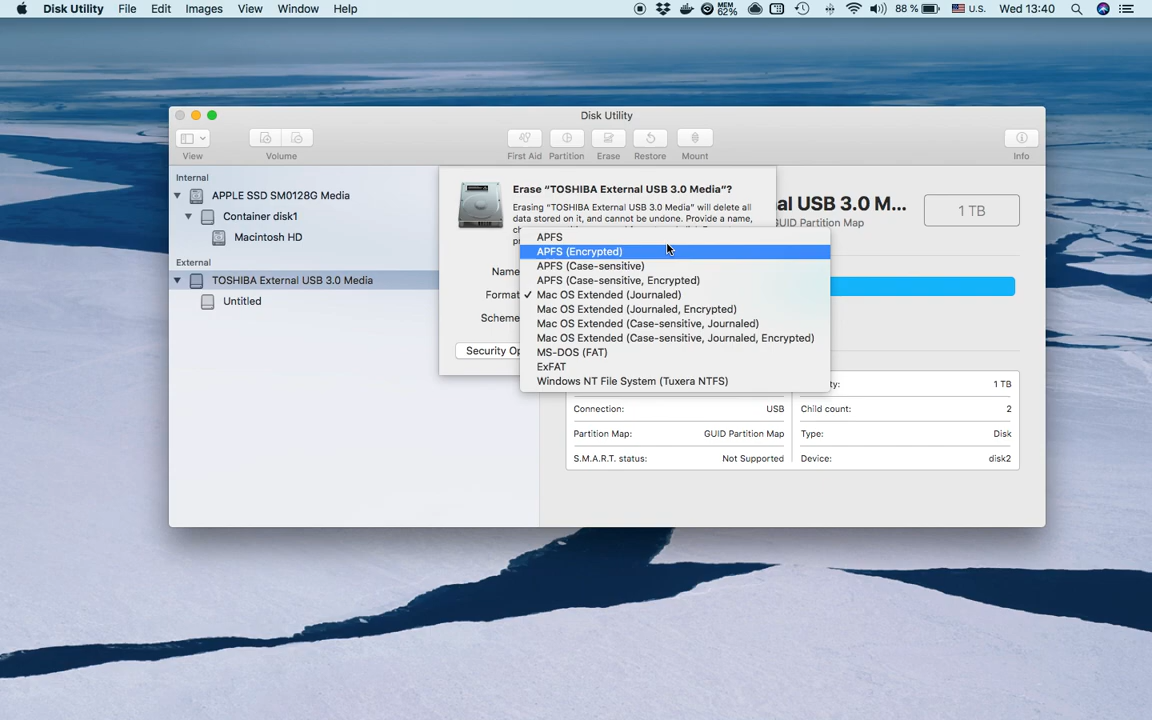 Disk Utility File Edit Images View Window Help MEM 62% 88 % U.S. Wed 13:40
Disk Utility
View Volume First Aid Partition Erase Restore Mount Info
Internal
APPLE SSD SM0128G Media
Container disk1
Macintosh HD
External
TOSHIBA External USB 3.0 Media
Untitled
Erase “TOSHIBA External USB 3.0 Media”?
Erasing “TOSHIBA External USB 3.0 Media” will delete all
data stored on it, and cannot be undone. Provide a name,
al USB 3.0 M...
GUID Partition Map
1 TB
Name
Format
Scheme
Security Op
APFS
APFS (Encrypted)
APFS (Case-sensitive)
APFS (Case-sensitive, Encrypted)
✓ Mac OS Extended (Journaled)
Mac OS Extended (Journaled, Encrypted)
Mac OS Extended (Case-sensitive, Journaled)
Mac OS Extended (Case-sensitive, Journaled, Encrypted)
MS-DOS (FAT)
ExFAT
Windows NT File System (Tuxera NTFS)
ty: 1 TB
Connection: USB Child count: 2
Partition Map: GUID Partition Map Type: Disk
S.M.A.R.T. status: Not Supported Device: disk2